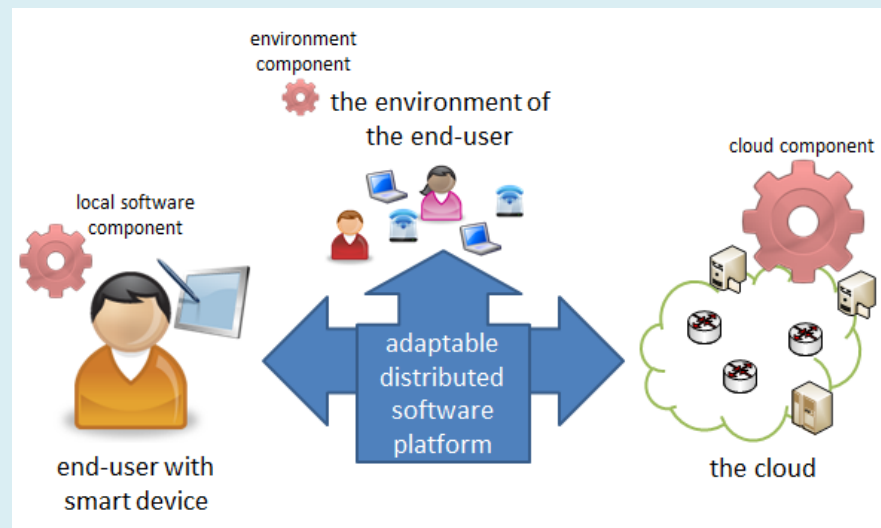 environment
component
the environment of
the end-user
cloud component
local software
component
adaptable
distributed
software
platform
end-user with
smart device
the cloud